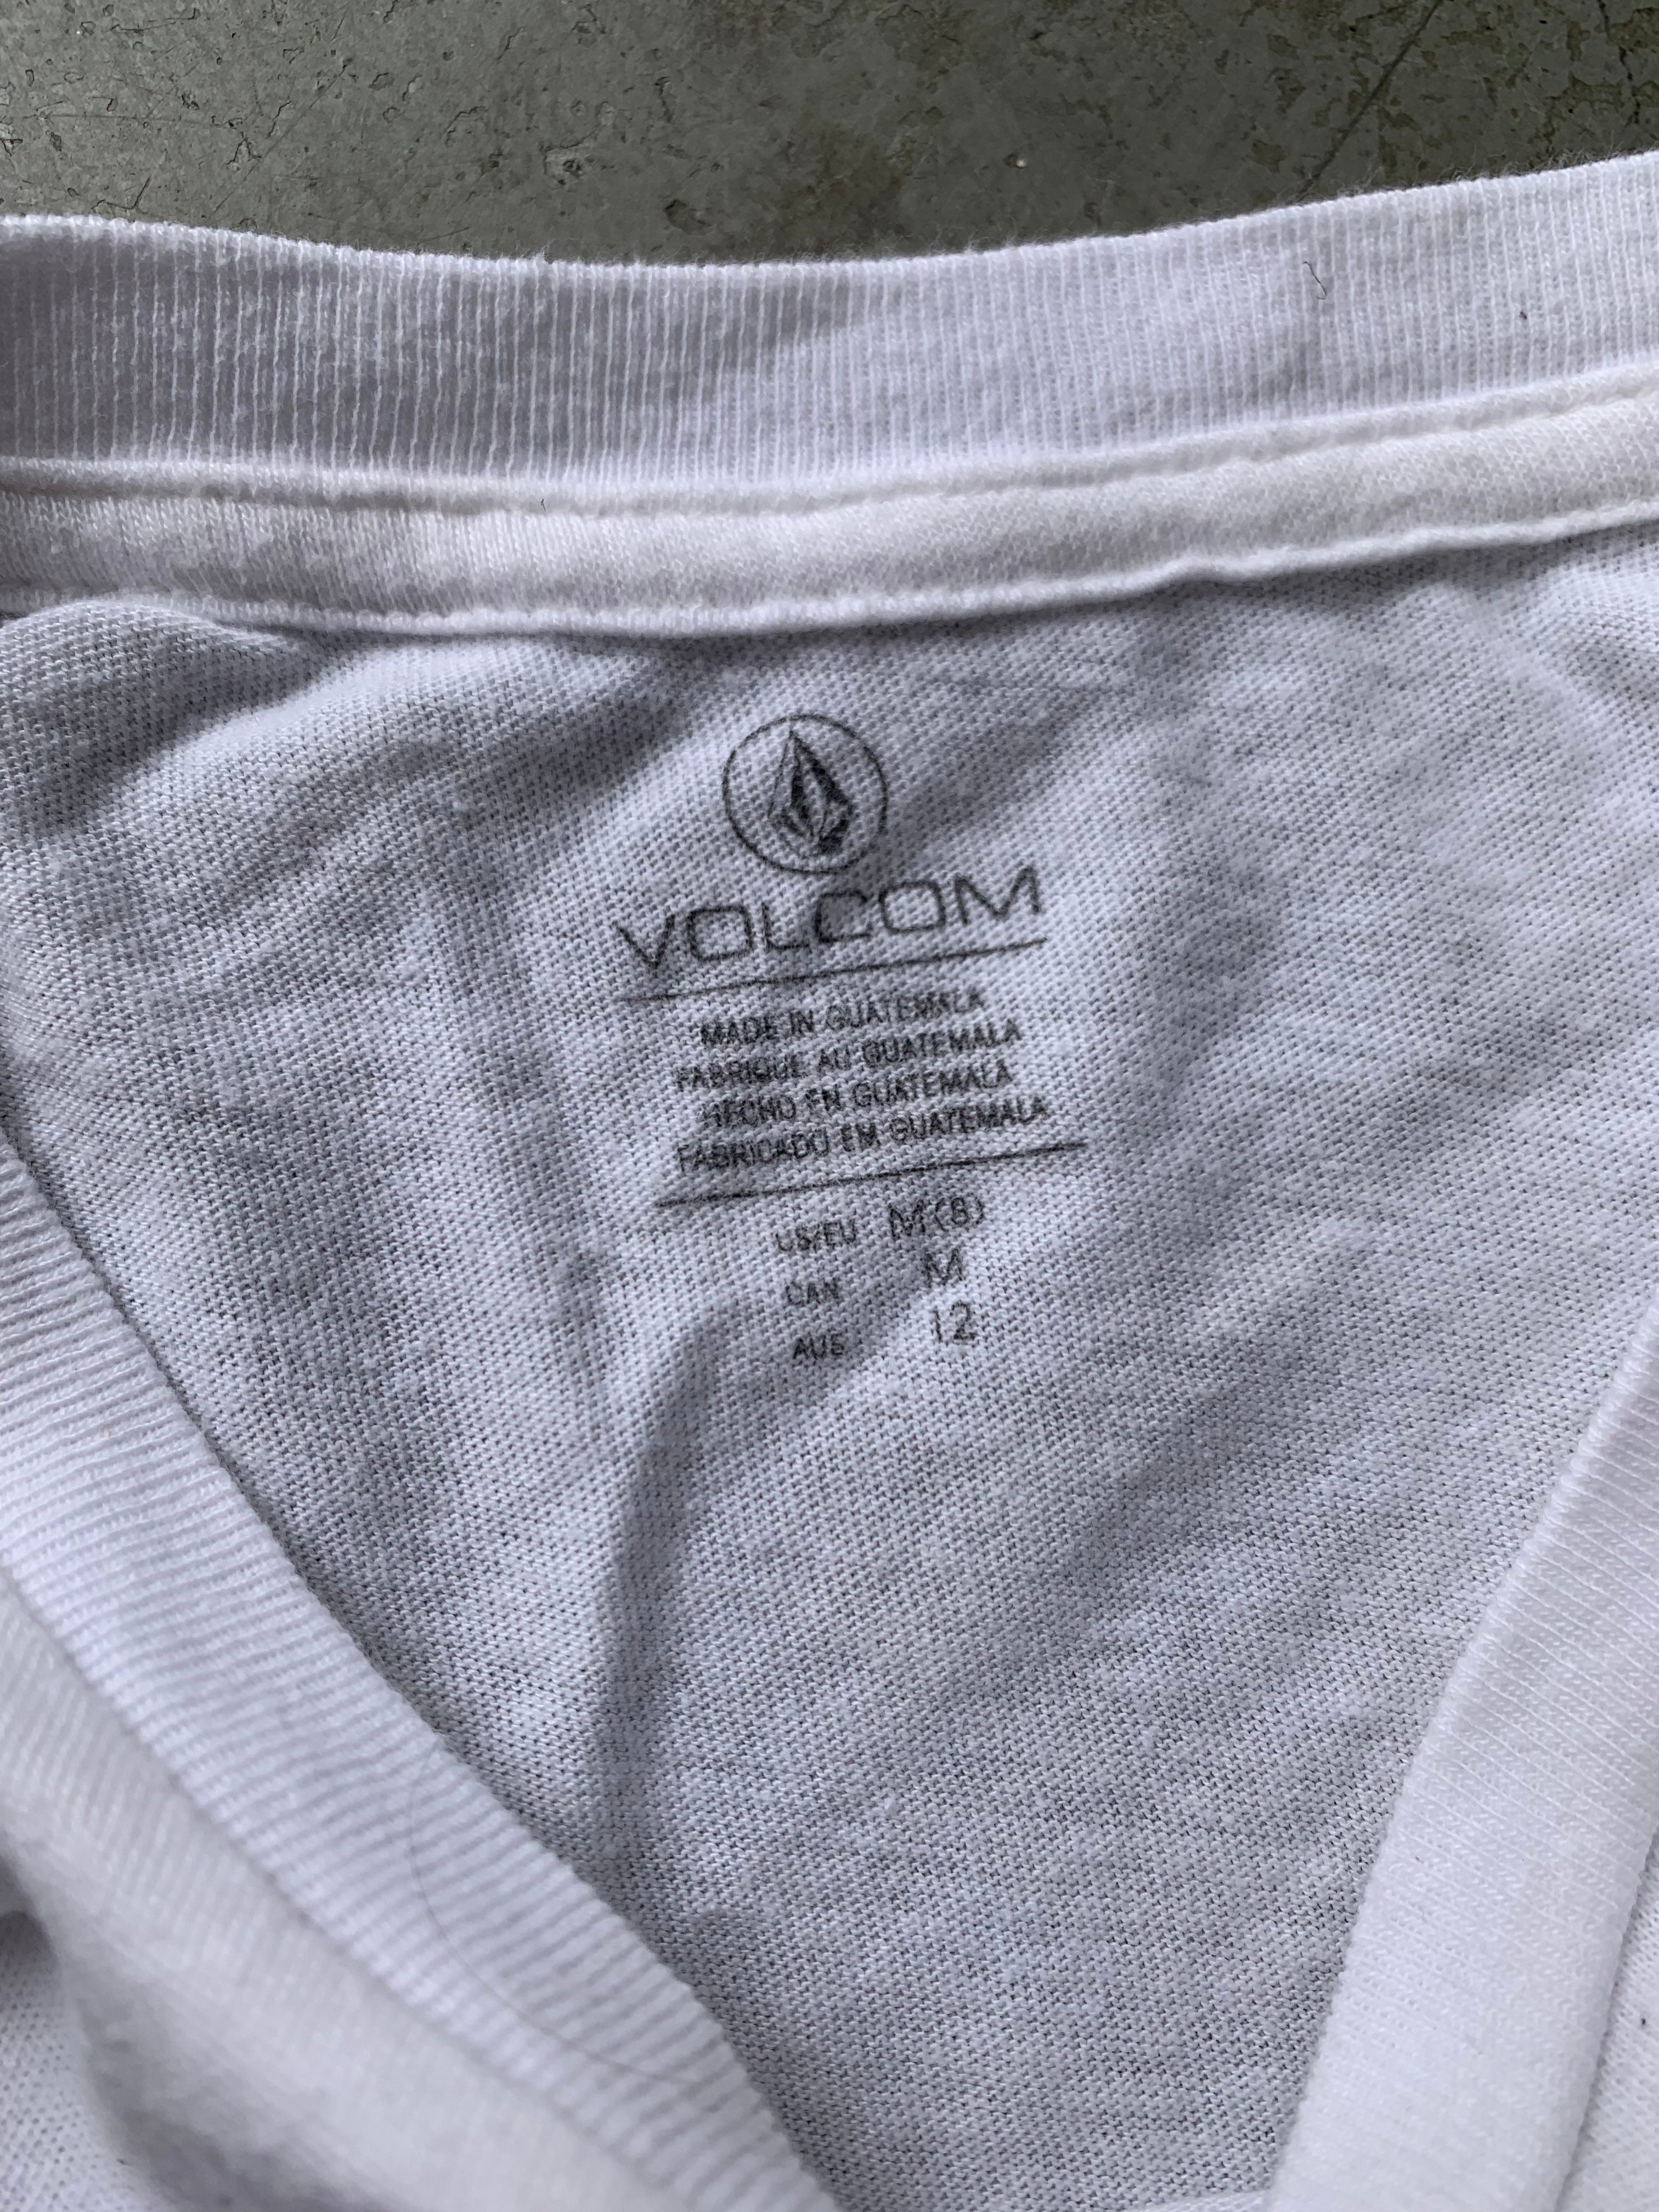 VOLCOM
MADE IN GUATEMALA
FABRIQUE AU GUATEMALA
HECHO EN GUATEMALA
FABRICADO EM GUATEMALA
US/EU M(8)
CAN M
AUS 12